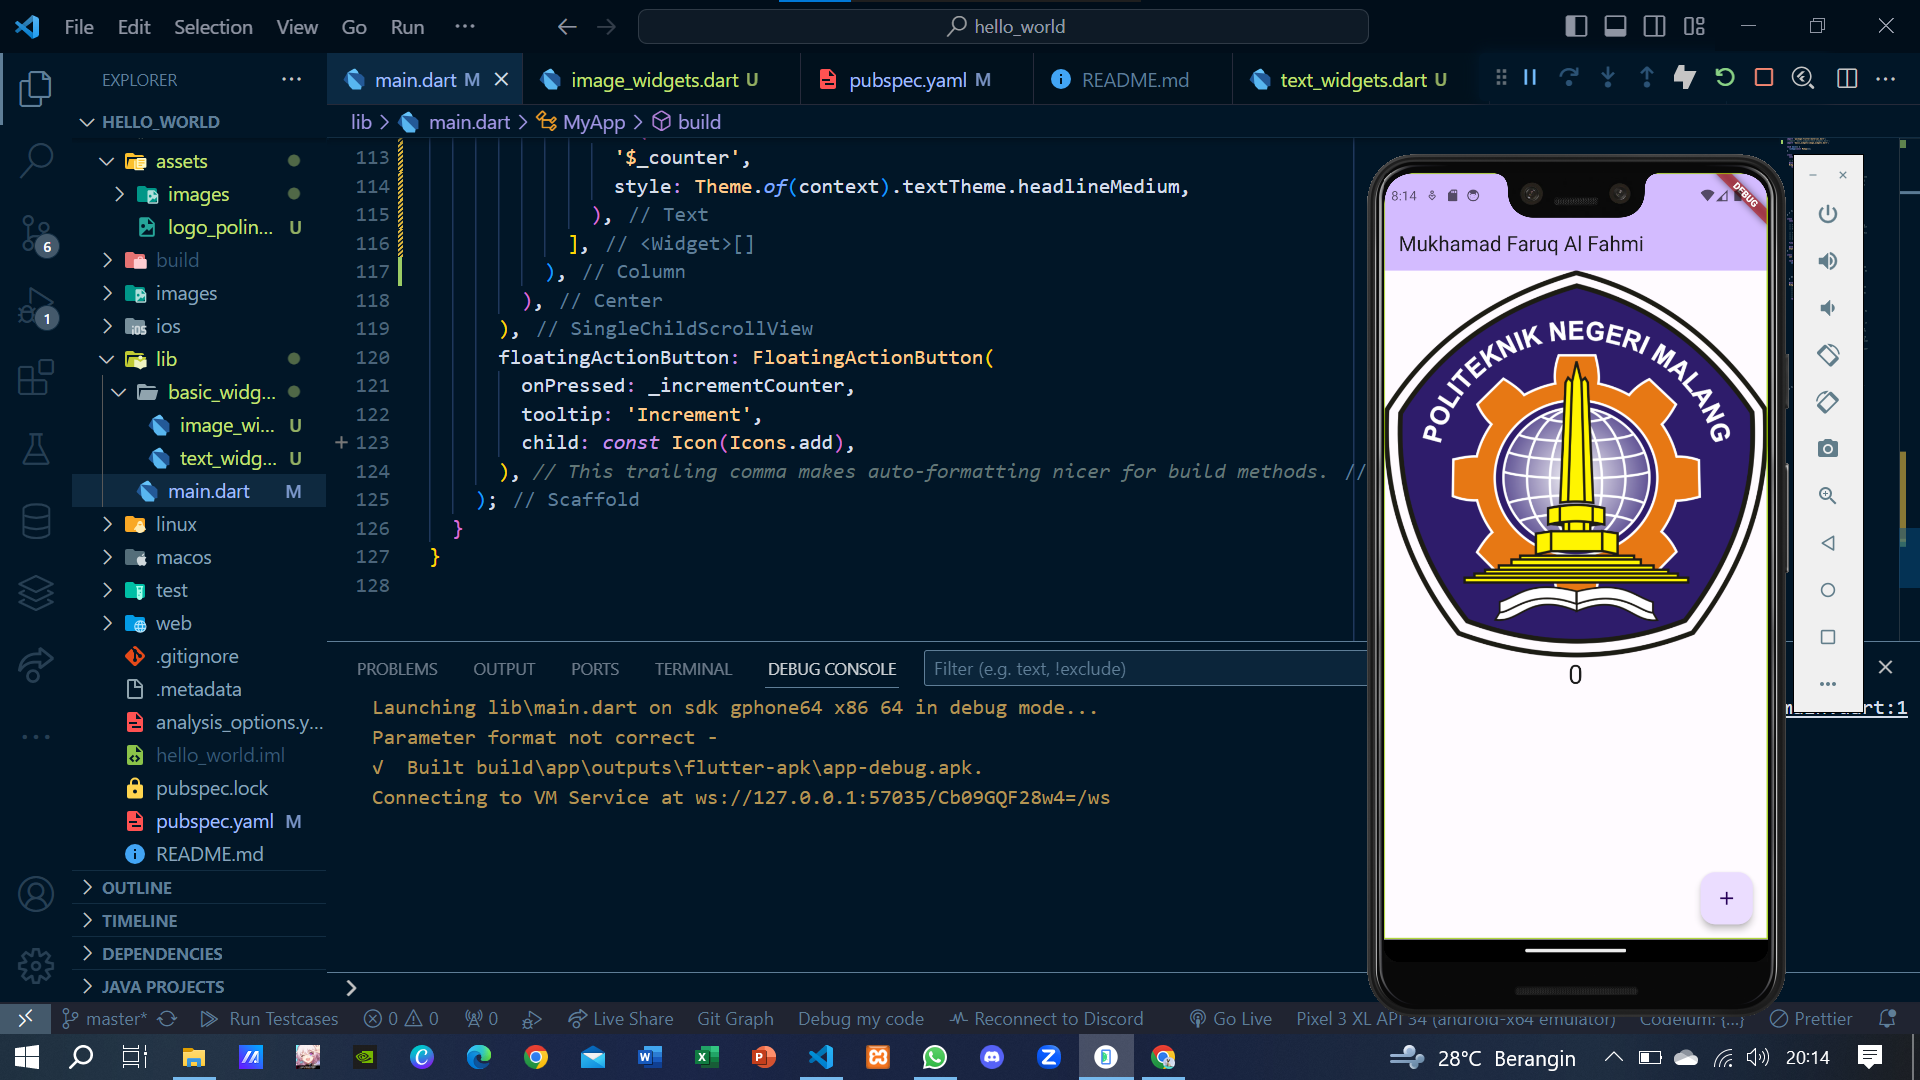 File Edit Selection View Go Run ···
hello_world
EXPLORER ···
main.dart M
image_widgets.dart U
pubspec.yaml M
README.md
text_widgets.dart U
HELLO_WORLD
assets
images
logo_polin... U
build
images
ios
lib
basic_widg...
image_wi... U
text_widg... U
main.dart M
linux
macos
test
web
.gitignore
.metadata
analysis_options.y...
hello_world.iml
pubspec.lock
pubspec.yaml M
README.md
OUTLINE
TIMELINE
DEPENDENCIES
JAVA PROJECTS
6
1
lib > main.dart > MyApp > build
113 '$_counter',
114 style: Theme.of(context).textTheme.headlineMedium,
115 ), // Text
116 ], // <Widget>[]
117 ), // Column
118 ), // Center
119 ), // SingleChildScrollView
120 floatingActionButton: FloatingActionButton(
121 onPressed: _incrementCounter,
122 tooltip: 'Increment',
123 child: const Icon(Icons.add),
124 ), // This trailing comma makes auto-formatting nicer for build methods. //
125 ); // Scaffold
126 }
127 }
128
PROBLEMS OUTPUT PORTS TERMINAL DEBUG CONSOLE
Filter (e.g. text, !exclude)
Launching lib\main.dart on sdk gphone64 x86 64 in debug mode...
Parameter format not correct -
√ Built build\app\outputs\flutter-apk\app-debug.apk.
Connecting to VM Service at ws://127.0.0.1:57035/Cb09GQF28w4=/ws
8:14
DEBUG
Mukhamad Faruq Al Fahmi
POLITEKNIK NEGERI MALANG
0
+
master* Run Testcases 0 0 0 Live Share Git Graph Debug my code Reconnect to Discord Go Live Pixel 3 XL API 34 (android-x64 emulator) Codeium: {...} Prettier
28°C Berangin
20:14